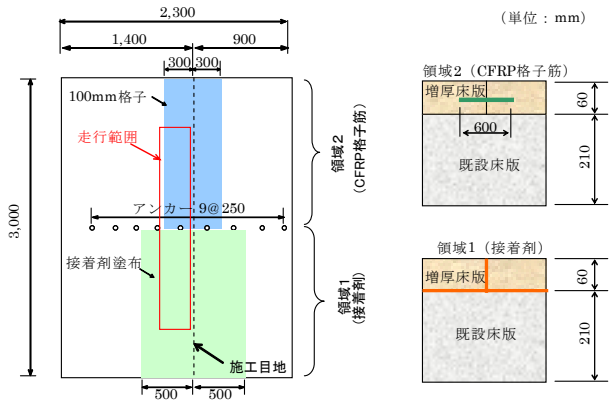 2,300
1,400
900
300
300
100mm格子
走行範囲
アンカー 9@250
接着剤塗布
3,000
施工目地
500
500
領域2
(CFRP格子筋)
領域1
(接着剤)
(単位：mm)
領域2（CFRP格子筋）
増厚床版
600
既設床版
60
210
領域1（接着剤）
増厚床版
既設床版
60
210